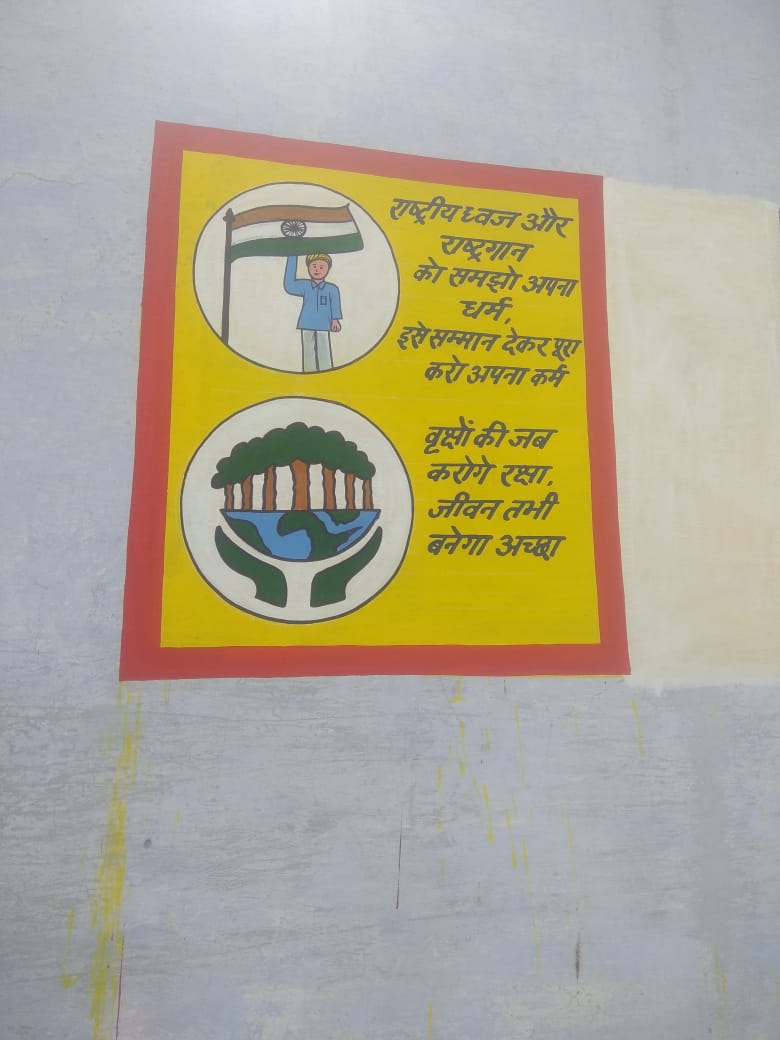 राष्ट्रीय ध्वज और
राष्ट्रगान
को समझो अपना
धर्म,
इसे सम्मान देकर पूरा
करो अपना कर्म
वृक्षों की जब
करोगे रक्षा,
जीवन तभी
बनेगा अच्छा